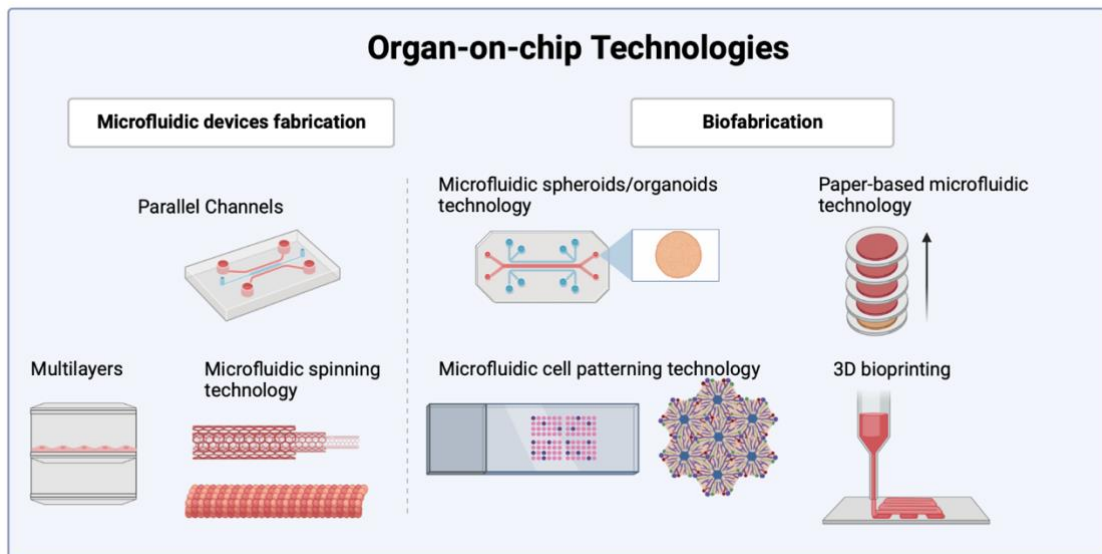 Organ-on-chip Technologies
Microfluidic devices fabrication
Biofabrication
Parallel Channels
Microfluidic spheroids/organoids
technology
Paper-based microfluidic
technology
Multilayers
Microfluidic spinning
technology
Microfluidic cell patterning technology
3D bioprinting